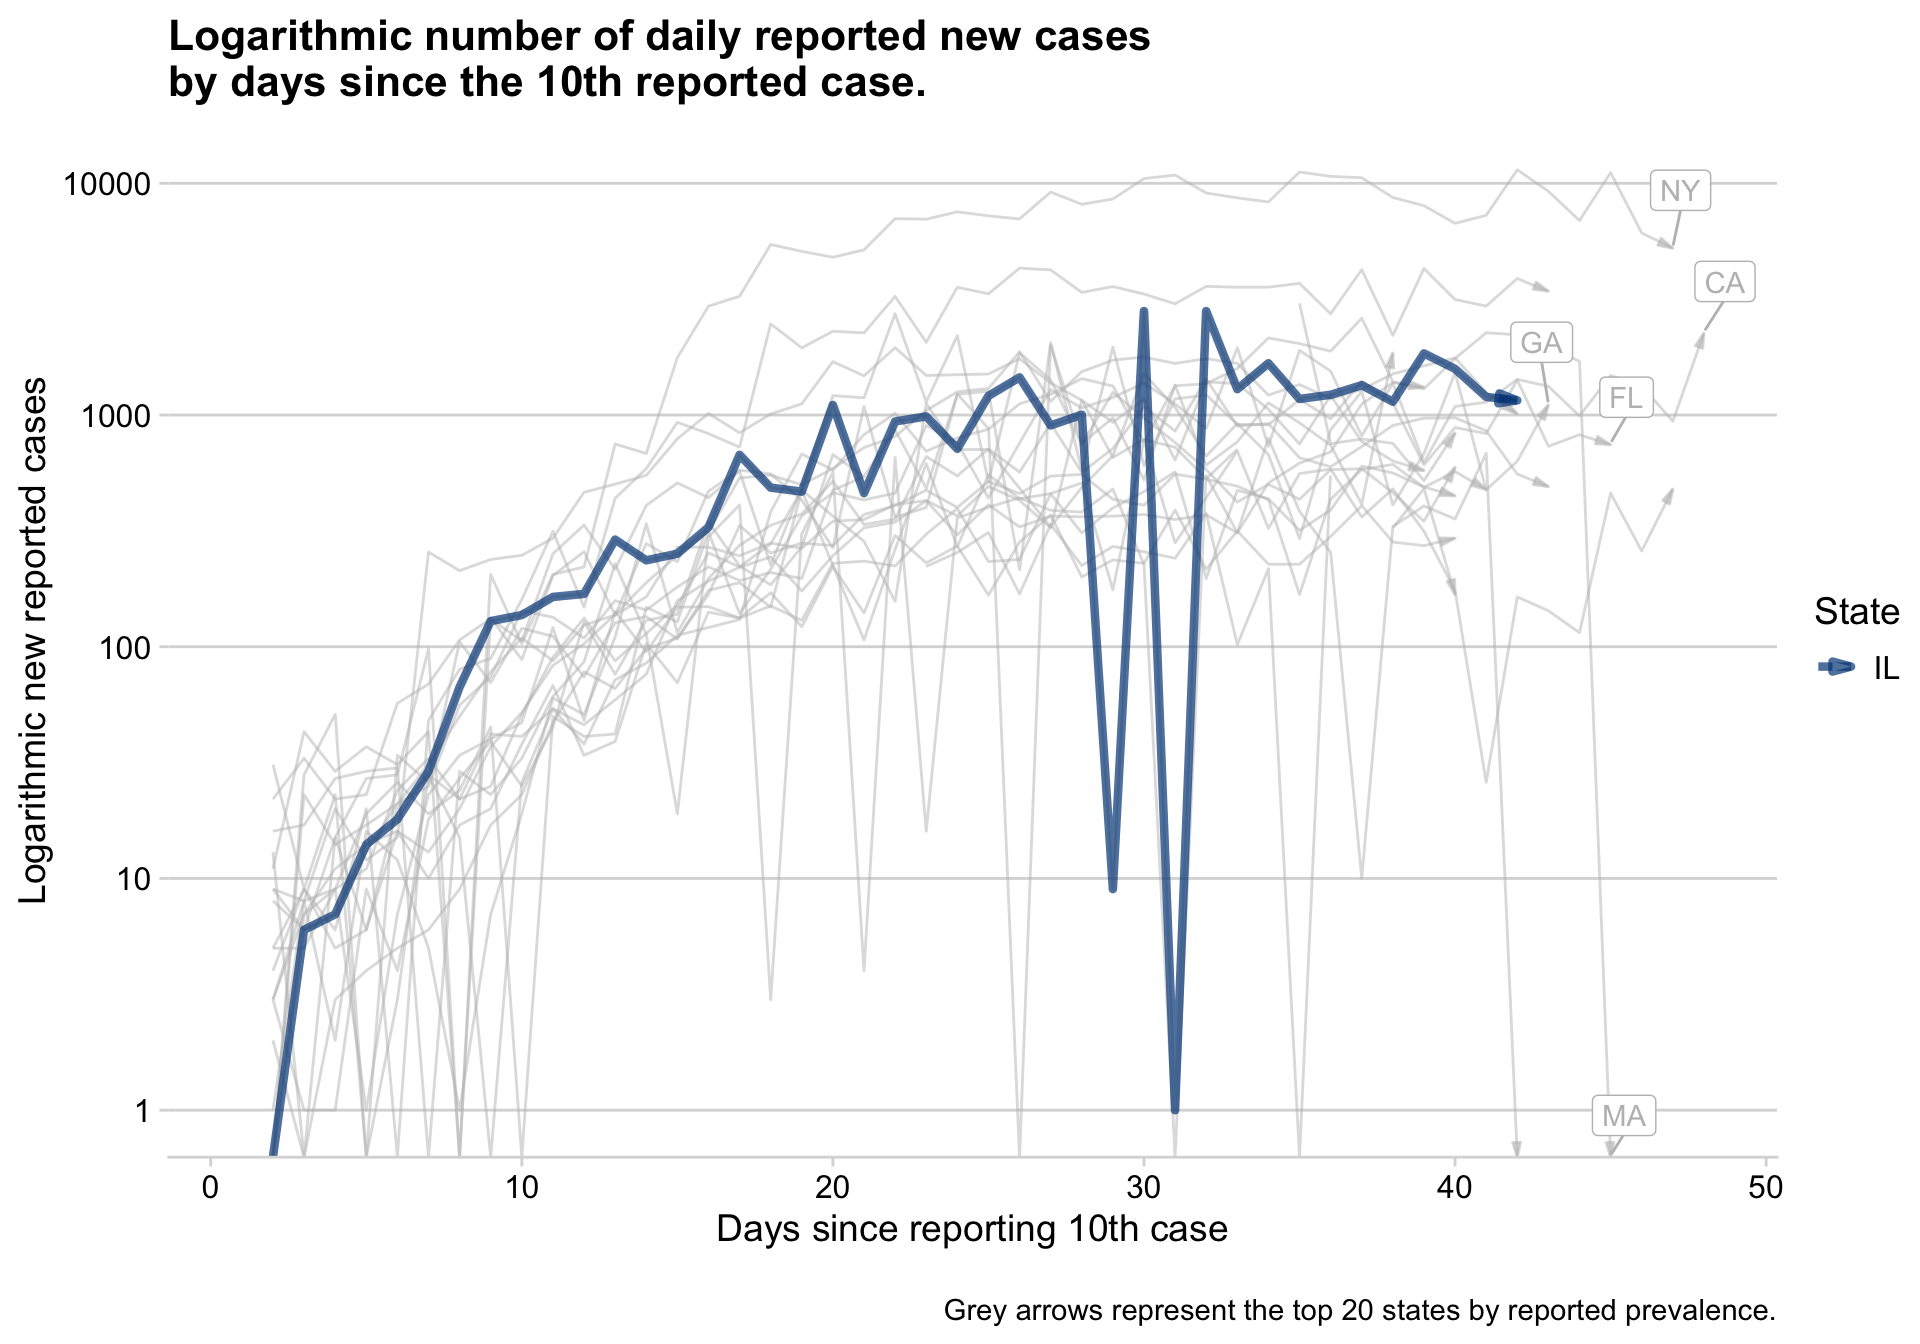 Logarithmic number of daily reported new cases
by days since the 10th reported case.
Logarithmic new reported cases
10000
1000
100
10
1
NY
CA
GA
FL
MA
State
IL
0 10 20 30 40 50
Days since reporting 10th case
Grey arrows represent the top 20 states by reported prevalence.